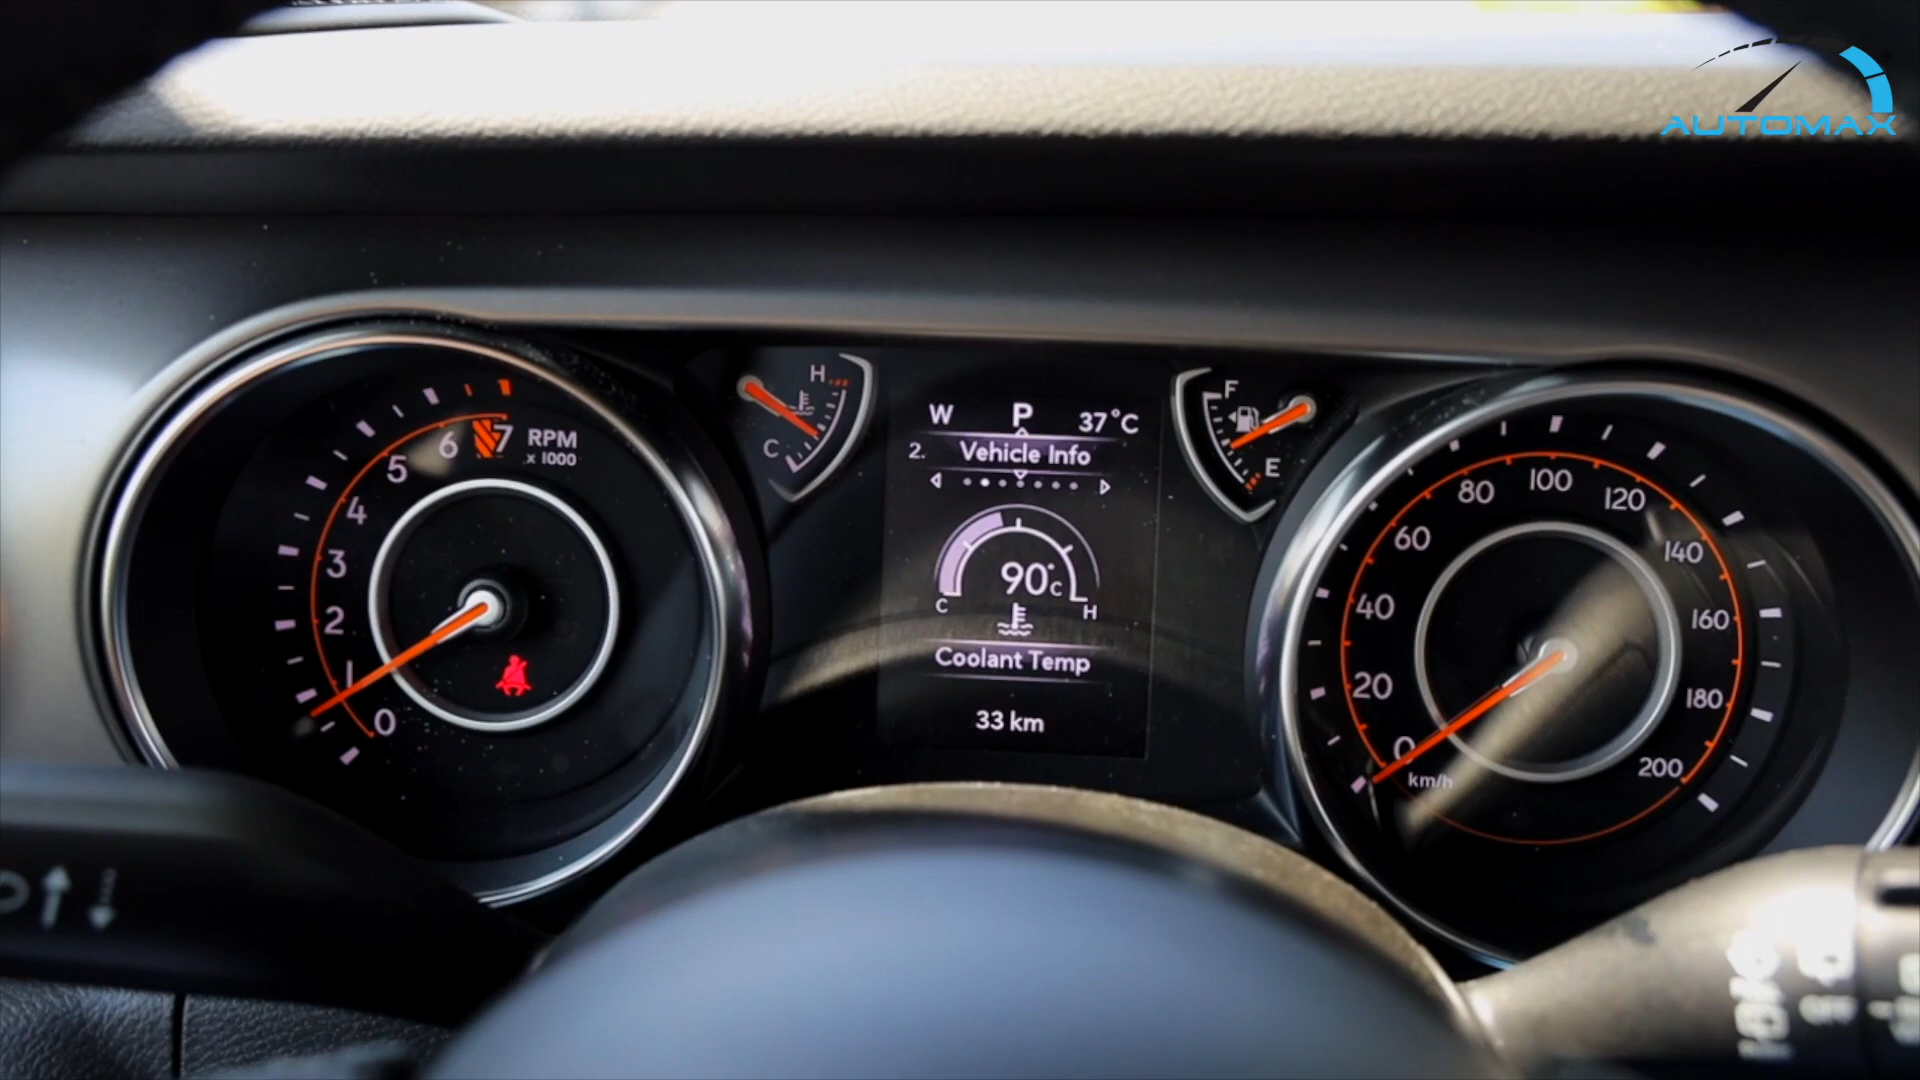 AUTOMAX
7 RPM
6 x 1000
5
4
3
2
1
0
H
C
W P 37°C
2. Vehicle Info
90°C
C H
Coolant Temp
33 km
F
E
100
80 120
60 140
40 160
20 180
0 200
km/h
OFF